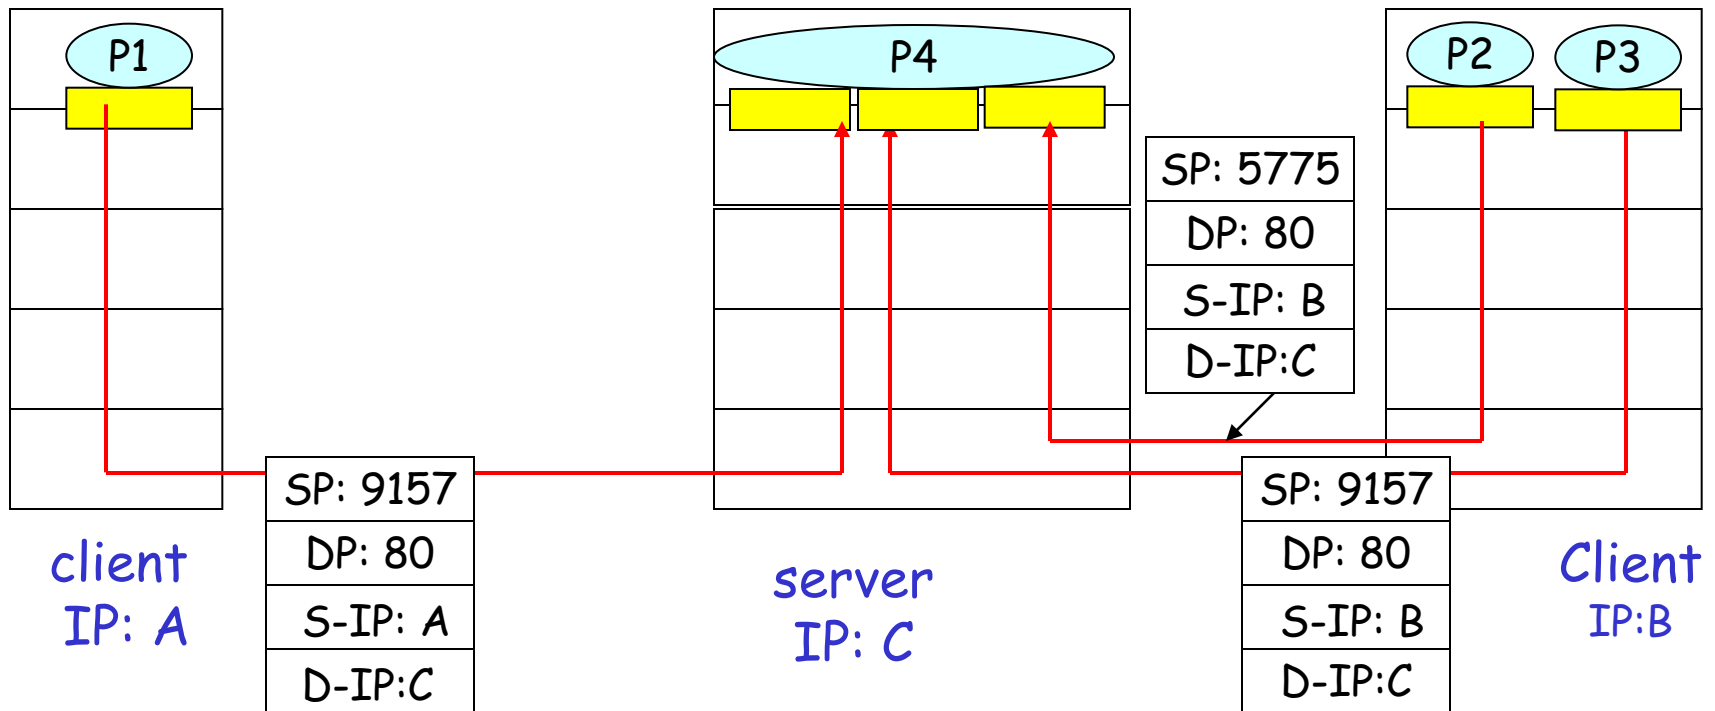 P1
P4
P2
P3
SP: 5775
DP: 80
S-IP: B
D-IP:C
SP: 9157
DP: 80
S-IP: A
D-IP:C
SP: 9157
DP: 80
S-IP: B
D-IP:C
client
IP: A
server
IP: C
Client
IP:B